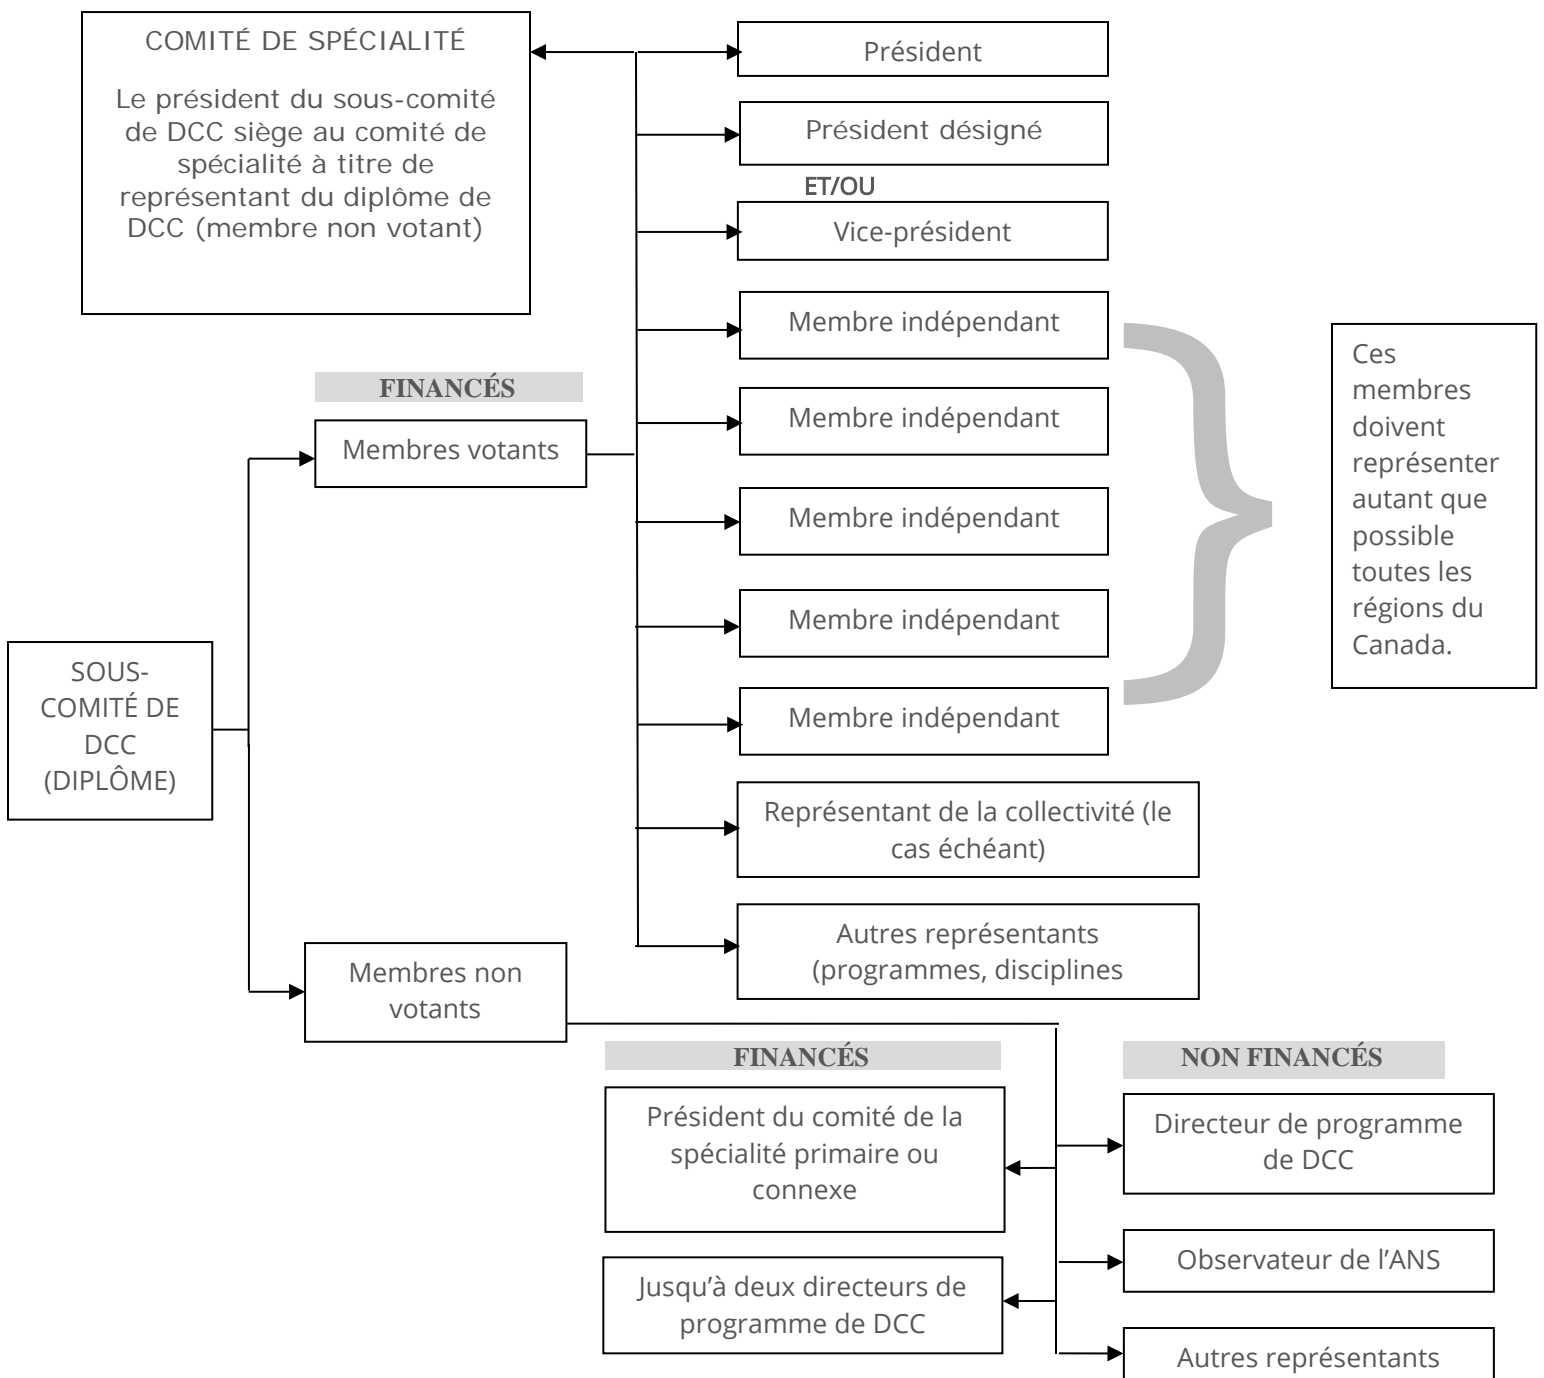 COMITÉ DE SPÉCIALITÉ
Le président du sous-comité
de DCC siège au comité de
spécialité à titre de
représentant du diplôme de
DCC (membre non votant)
Président
Président désigné
ET/OU
Vice-président
Membre indépendant
Membre indépendant
Membre indépendant
Membre indépendant
Membre indépendant
Ces
membres
doivent
représenter
autant que
possible
toutes les
régions du
Canada.
FINANCÉS
Membres votants
SOUS-
COMITÉ DE
DCC
(DIPLÔME)
Représentant de la collectivité (le
cas échéant)
Autres représentants
(programmes, disciplines
Membres non
votants
FINANCÉS
Président du comité de la
spécialité primaire ou
connexe
Jusqu’à deux directeurs de
programme de DCC
NON FINANCÉS
Directeur de programme
de DCC
Observateur de l’ANS
Autres représentants